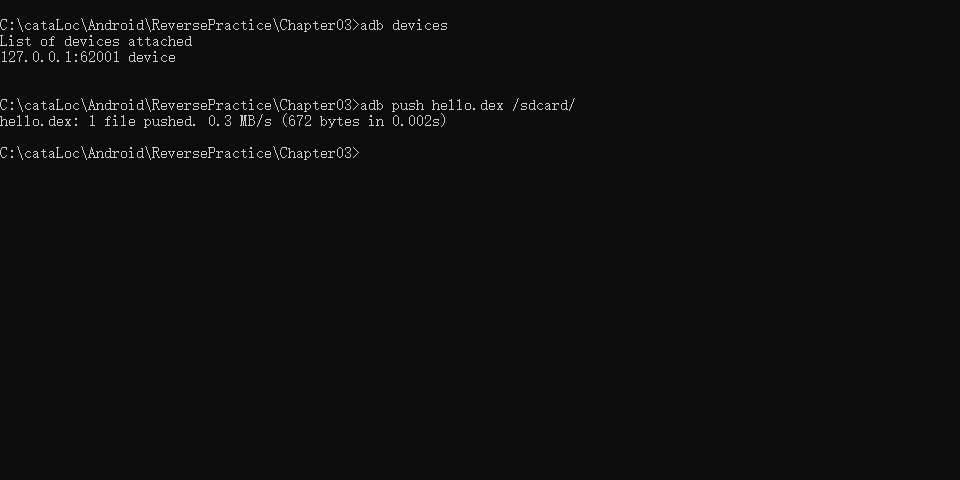 C:\cataLoc\Android\ReversePractice\Chapter03>adb devices
List of devices attached
127.0.0.1:62001 device
C:\cataLoc\Android\ReversePractice\Chapter03>adb push hello.dex /sdcard/
hello.dex: 1 file pushed. 0.3 MB/s (672 bytes in 0.002s)
C:\cataLoc\Android\ReversePractice\Chapter03>